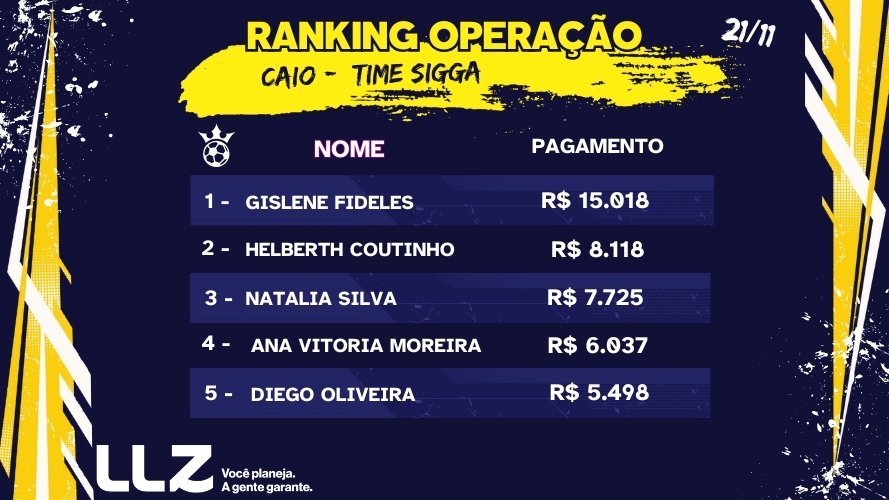 RANKING OPERAÇÃO
21/11
CAIO - TIME SIGGA
NOME PAGAMENTO
1 - GISLENE FIDELES R$ 15.018
2 - HELBERTH COUTINHO R$ 8.118
3 - NATALIA SILVA R$ 7.725
4 - ANA VITORIA MOREIRA R$ 6.037
5 - DIEGO OLIVEIRA R$ 5.498
LLZ
Você planeja.
A gente garante.